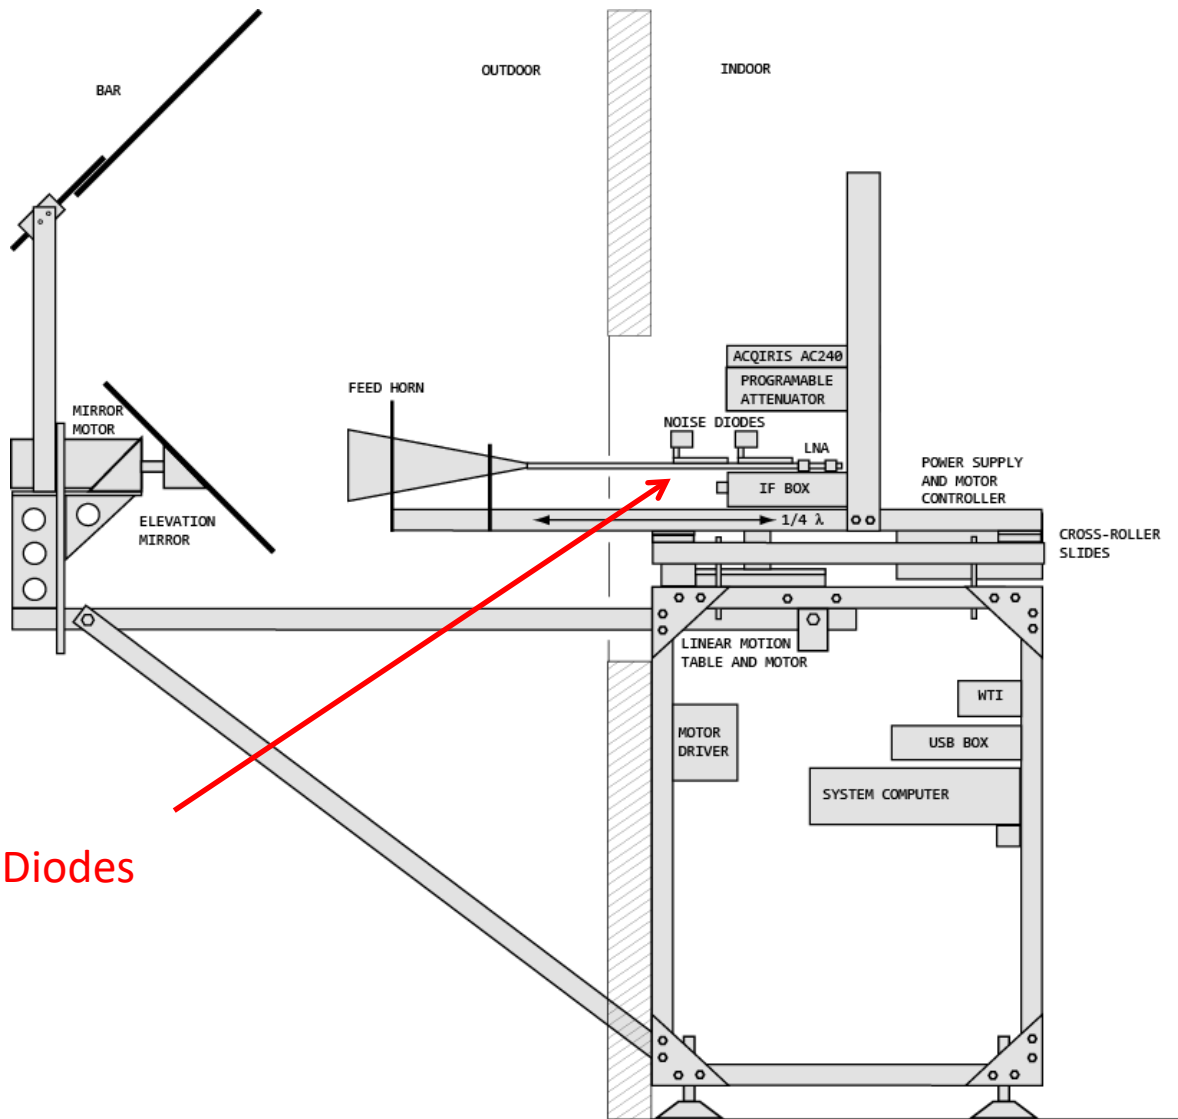 OUTDOOR
INDOOR
BAR
ACQIRIS AC240
PROGRAMABLE
ATTENUATOR
FEED HORN
MIRROR
MOTOR
NOISE DIODES
LNA
POWER SUPPLY
AND MOTOR
CONTROLLER
IF BOX
ELEVATION
MIRROR
1/4 λ
CROSS-ROLLER
SLIDES
LINEAR MOTION
TABLE AND MOTOR
WTI
MOTOR
DRIVER
USB BOX
SYSTEM COMPUTER
Diodes